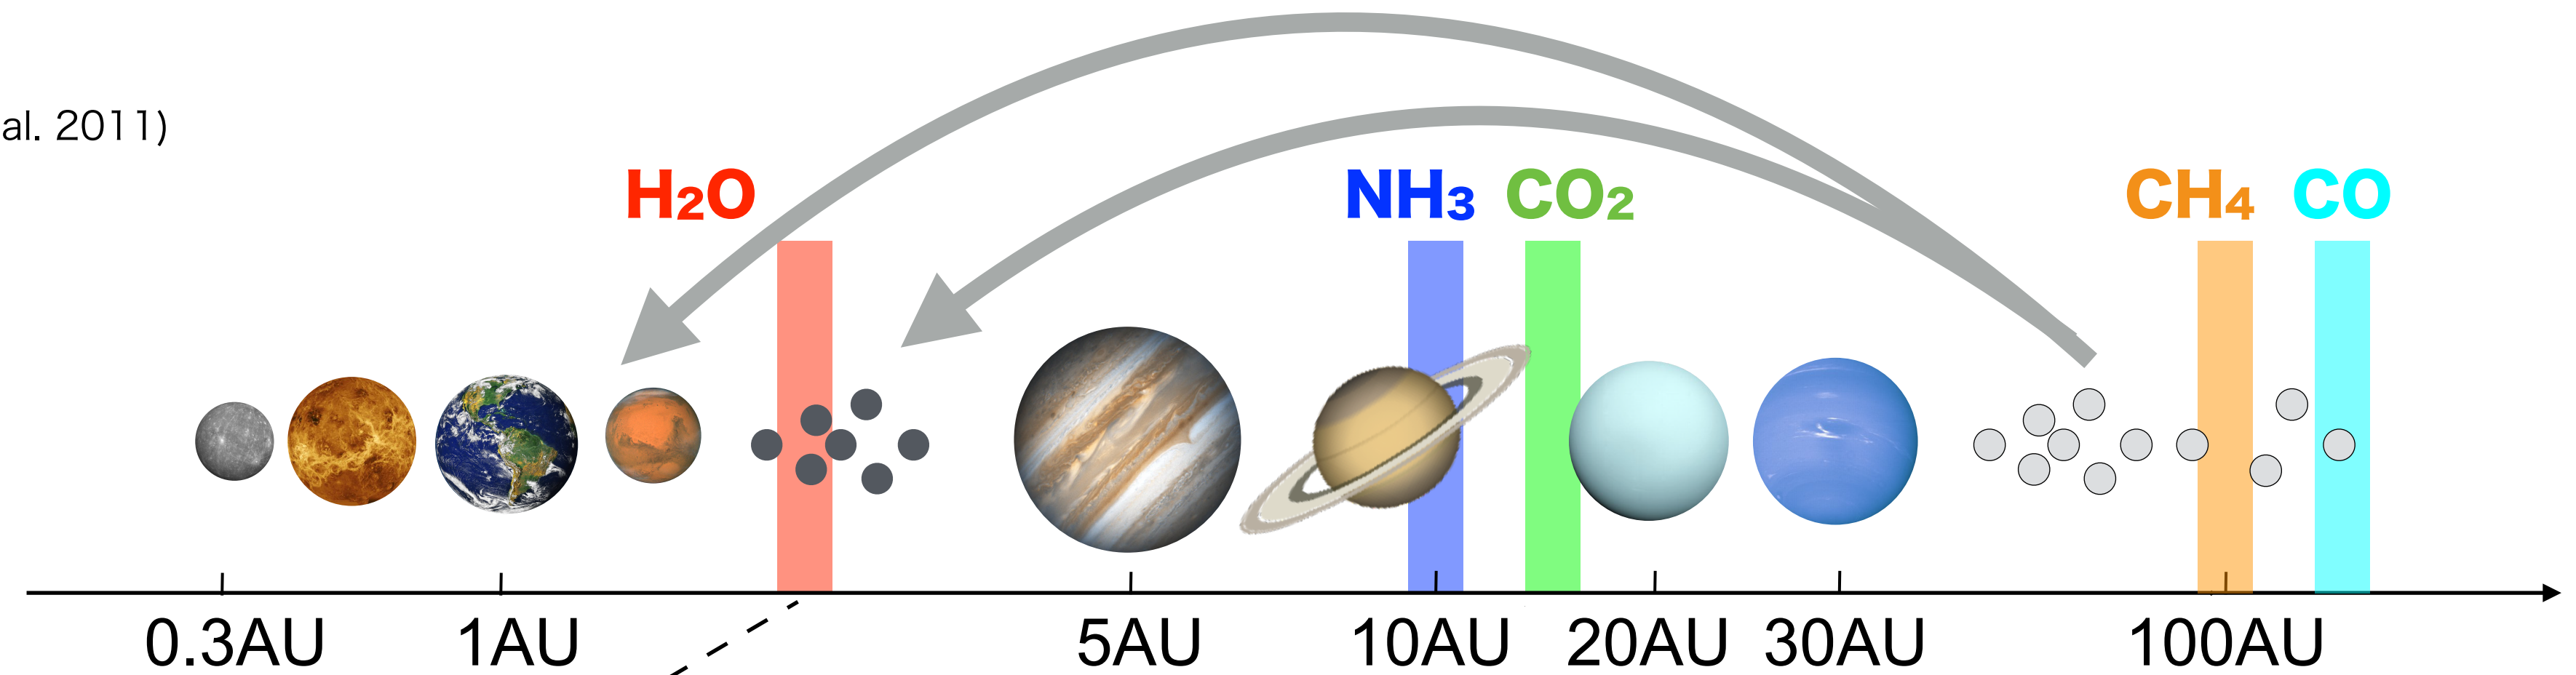 al. 2011)
H₂O
NH₃ CO₂
CH₄ CO
0.3AU 1AU 5AU 10AU 20AU 30AU 100AU